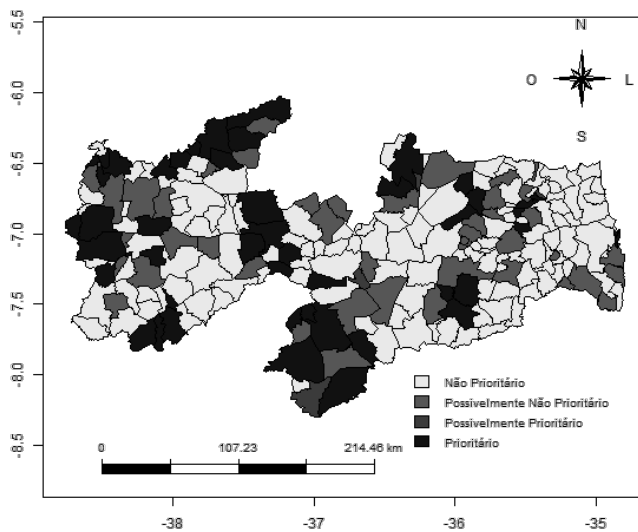 -5.5
-6.0
-6.5
-7.0
-7.5
-8.0
-8.5
N
O
L
S
Não Prioritário
Possivelmente Não Prioritário
Possivelmente Prioritário
Prioritário
0 107.23 214.46 km
-38 -37 -36 -35